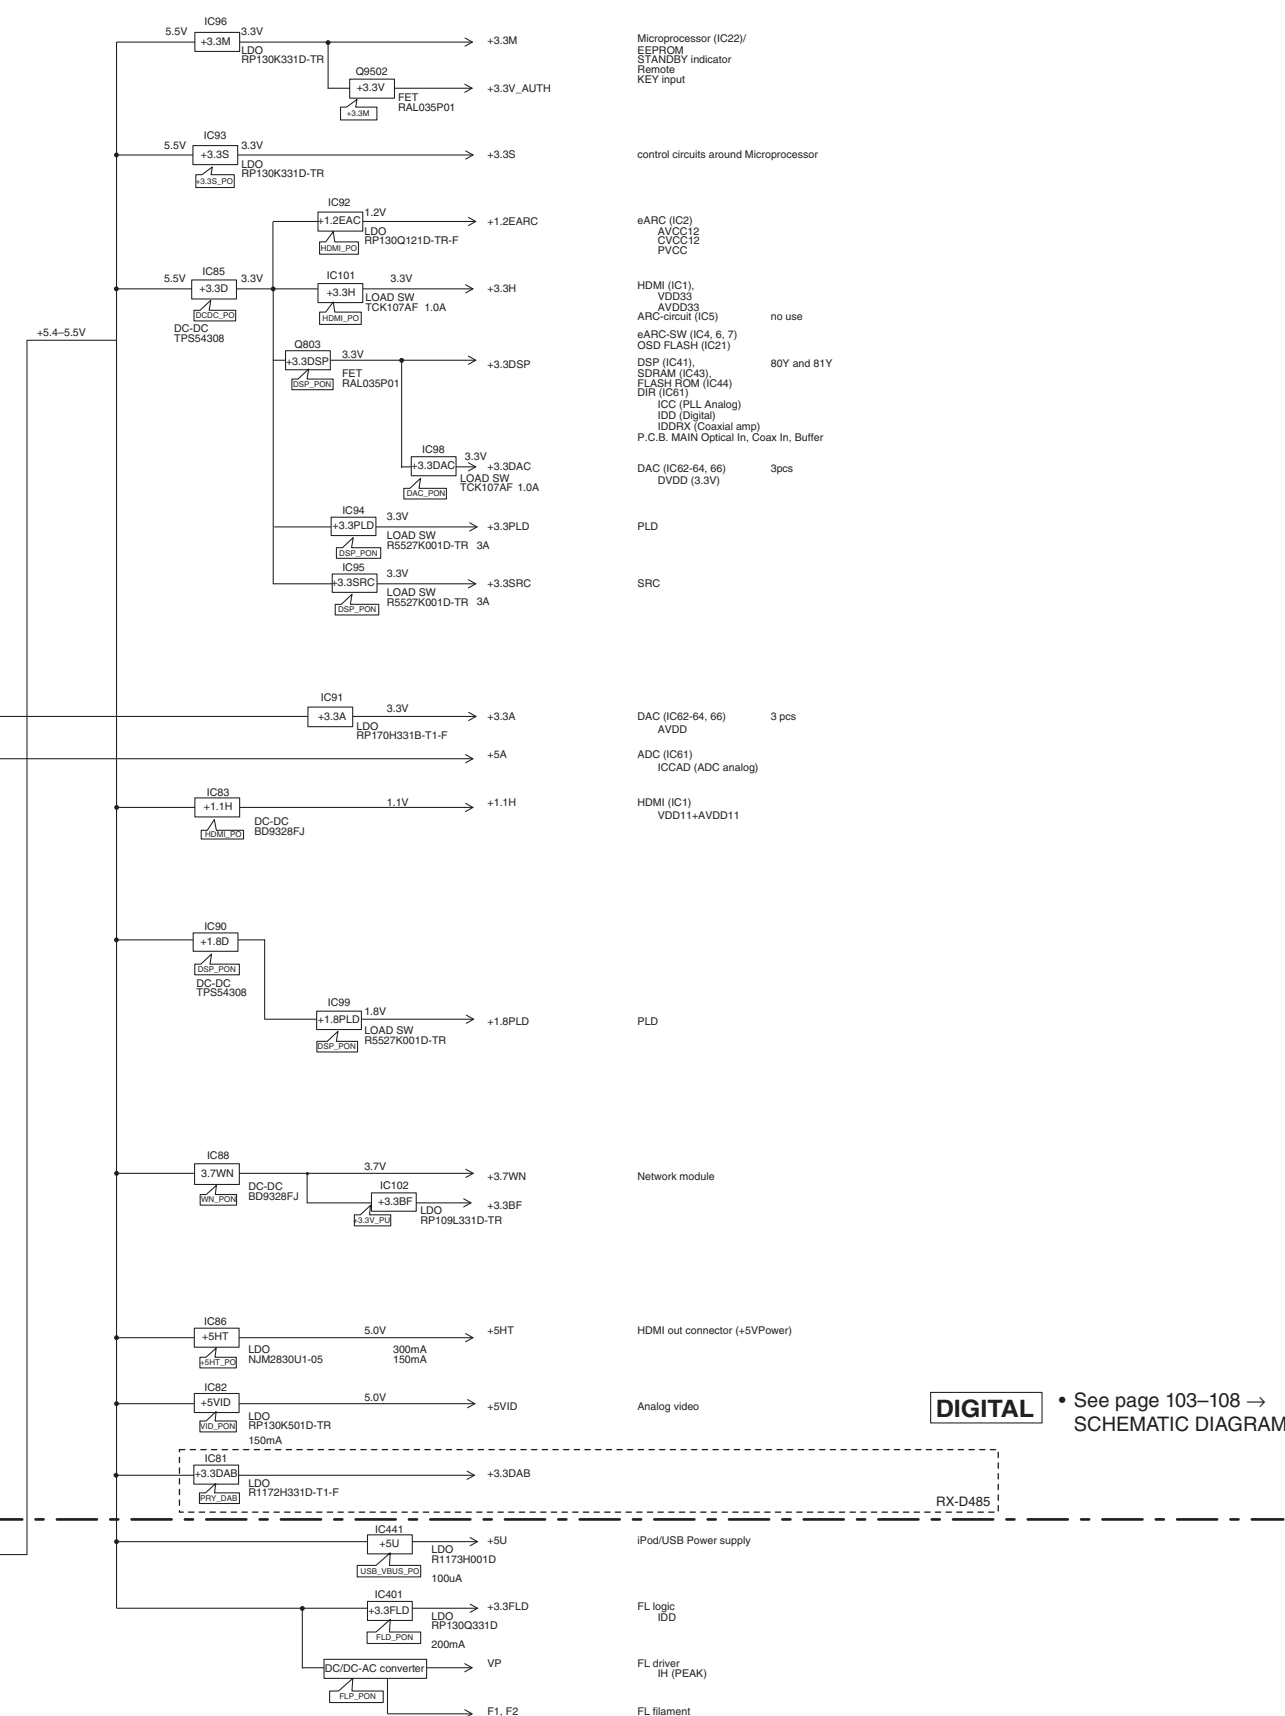 IC96
5.5V
+3.3M
3.3V
LDO
RP130K331D-TR
+3.3M
Microprocessor (IC22)/
EEPROM
STANDBY indicator
Remote
KEY input
Q9502
+3.3V
FET
RAL035P01
+3.3M
+3.3V_AUTH
IC93
5.5V
+3.3S
3.3V
LDO
RP130K331D-TR
+3.3S_PO
+3.3S
control circuits around Microprocessor
IC92
+1.2EAC
1.2V
LDO
RP130Q121D-TR-F
HDMI_PO
+1.2EARC
eARC (IC2)
AVCC12
CVCC12
PVCC
IC85
5.5V
+3.3D
3.3V
DCDC_PO
DC-DC
TPS54308
IC101
+3.3H
3.3V
LOAD SW
TCK107AF 1.0A
HDMI_PO
+3.3H
HDMI (IC1),
VDD33
AVDD33
ARC-circuit (IC5) no use
eARC-SW (IC4, 6, 7)
OSD FLASH (IC21)
+5.4–5.5V
Q803
+3.3DSP
3.3V
FET
RAL035P01
DSP_PON
+3.3DSP
DSP (IC41), 80Y and 81Y
SDRAM (IC43),
FLASH ROM (IC44)
DIR (IC61)
ICC (PLL Analog)
IDD (Digital)
IDDRX (Coaxial amp)
P.C.B. MAIN Optical In, Coax In, Buffer
IC98
+3.3DAC
3.3V
LOAD SW
TCK107AF 1.0A
DAC_PON
+3.3DAC
DAC (IC62-64, 66) 3pcs
DVDD (3.3V)
IC94
+3.3PLD
3.3V
LOAD SW
R5527K001D-TR 3A
DSP_PON
+3.3PLD
PLD
IC95
+3.3SRC
3.3V
LOAD SW
R5527K001D-TR 3A
DSP_PON
+3.3SRC
SRC
IC91
+3.3A
3.3V
LDO
RP170H331B-T1-F
+3.3A
DAC (IC62-64, 66) 3 pcs
AVDD
+5A
ADC (IC61)
ICCAD (ADC analog)
IC83
+1.1H
1.1V
HDMI_PO
DC-DC
BD9328FJ
+1.1H
HDMI (IC1)
VDD11+AVDD11
IC90
+1.8D
DSP_PON
DC-DC
TPS54308
IC99
+1.8PLD
1.8V
LOAD SW
R5527K001D-TR
DSP_PON
+1.8PLD
PLD
IC88
3.7WN
3.7V
WN_PON
DC-DC
BD9328FJ
+3.7WN
Network module
IC102
+3.3BF
LDO
RP109L331D-TR
+3.3V_PU
+3.3BF
IC86
+5HT
5.0V
LDO
NJM2830U1-05
300mA
150mA
+5HT_PO
+5HT
HDMI out connector (+5VPower)
IC82
+5VID
5.0V
LDO
RP130K501D-TR
150mA
VID_PON
+5VID
Analog video
DIGITAL
• See page 103–108 →
SCHEMATIC DIAGRAM
IC81
+3.3DAB
LDO
R1172H331D-T1-F
PRY_DAB
+3.3DAB
RX-D485
IC441
+5U
LDO
R1173H001D
100uA
USB_VBUS_PO
+5U
iPod/USB Power supply
IC401
+3.3FLD
LDO
RP130Q331D
200mA
FLD_PON
+3.3FLD
FL logic
IDD
DC/DC-AC converter
FLP_PON
VP
FL driver
IH (PEAK)
F1, F2
FL filament